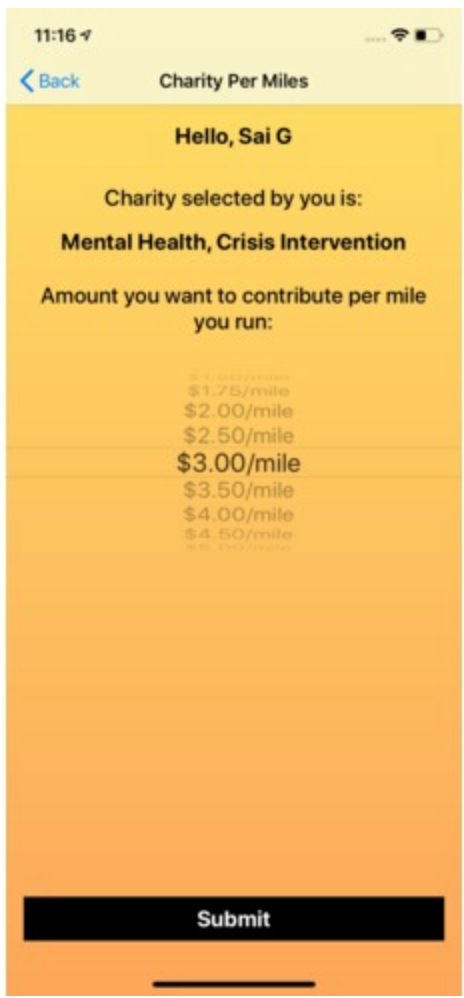 11:16
Back
Charity Per Miles
Hello, Sai G
Charity selected by you is:
Mental Health, Crisis Intervention
Amount you want to contribute per mile
you run:
$1.75/mile
$2.00/mile
$2.50/mile
$3.00/mile
$3.50/mile
$4.00/mile
$4.50/mile
Submit